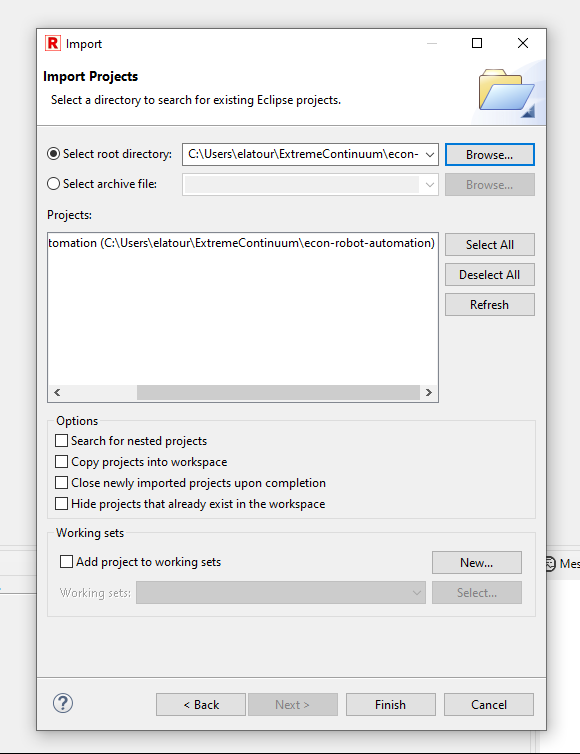 R Import
Import Projects
Select a directory to search for existing Eclipse projects.
Select root directory: C:\Users\elatour\ExtremeContinuum\econ- Browse...
Select archive file: Browse...
Projects:
tomation (C:\Users\elatour\ExtremeContinuum\econ-robot-automation)
Select All
Deselect All
Refresh
Options
Search for nested projects
Copy projects into workspace
Close newly imported projects upon completion
Hide projects that already exist in the workspace
Working sets
Add project to working sets New...
Working sets: Select...
Mes
? < Back Next > Finish Cancel